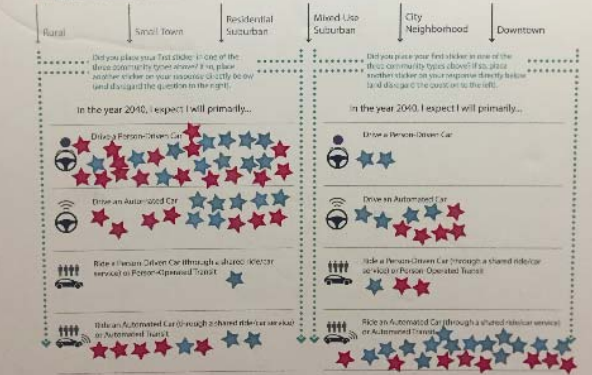 Rural
Small Town
Residential
Suburban
Mixed-Use
Suburban
City
Neighborhood
Downtown
Did you place your first sticker in one of the
three community types above? If so, place
another sticker on your response directly below
(and disregard the question to the right).
In the year 2040, I expect I will primarily...
Drive a Person-Driven Car
Drive an Automated Car
Ride a Person-Driven Car (through a shared ride/car
service) or Person-Operated Transit
Ride an Automated Car (through a shared ride/car service)
or Automated Transit
Did you place your first sticker in one of the
three community types above? If so, place
another sticker on your response directly below
(and disregard the question to the left).
In the year 2040, I expect I will primarily...
Drive a Person-Driven Car
Drive an Automated Car
Ride a Person-Driven Car (through a shared ride/car
service) or Person-Operated Transit
Ride an Automated Car (through a shared ride/car service)
or Automated Transit